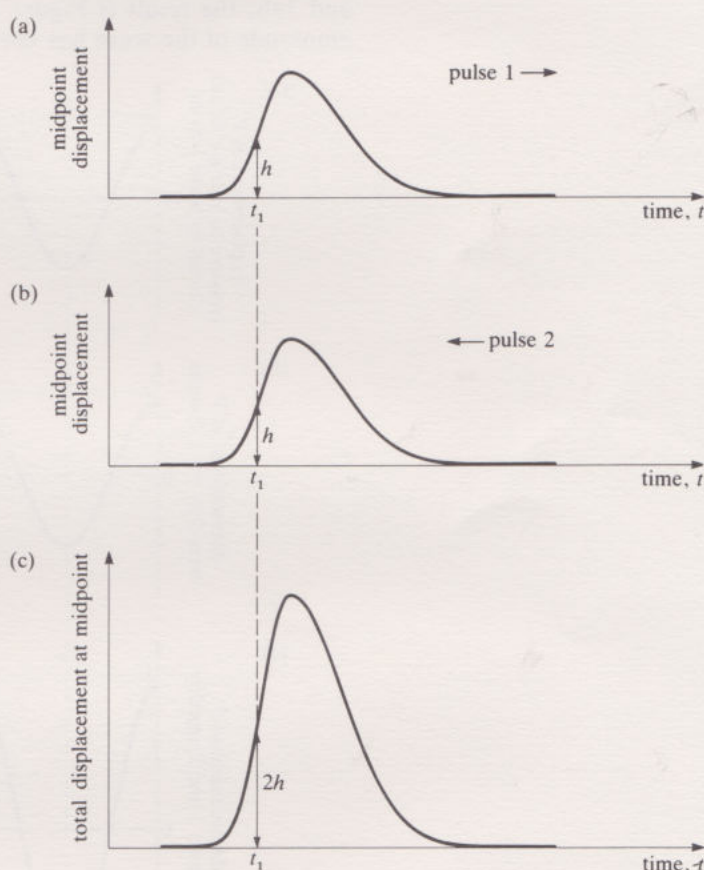 (a)
midpoint
displacement
pulse 1 →
h
t₁
time, t
(b)
midpoint
displacement
← pulse 2
h
t₁
time, t
(c)
total displacement at midpoint
2h
t₁
time, t